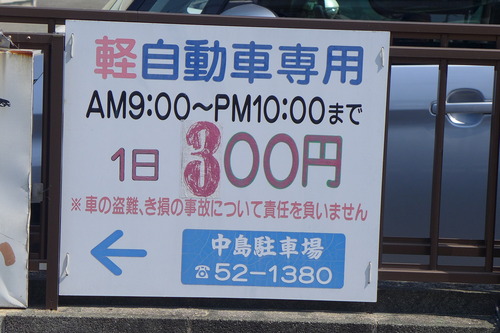 軽自動車専用
AM9:00～PM10:00まで
1日 300円
※車の盗難､き損の事故について責任を負いません
中島駐車場
☎52-1380